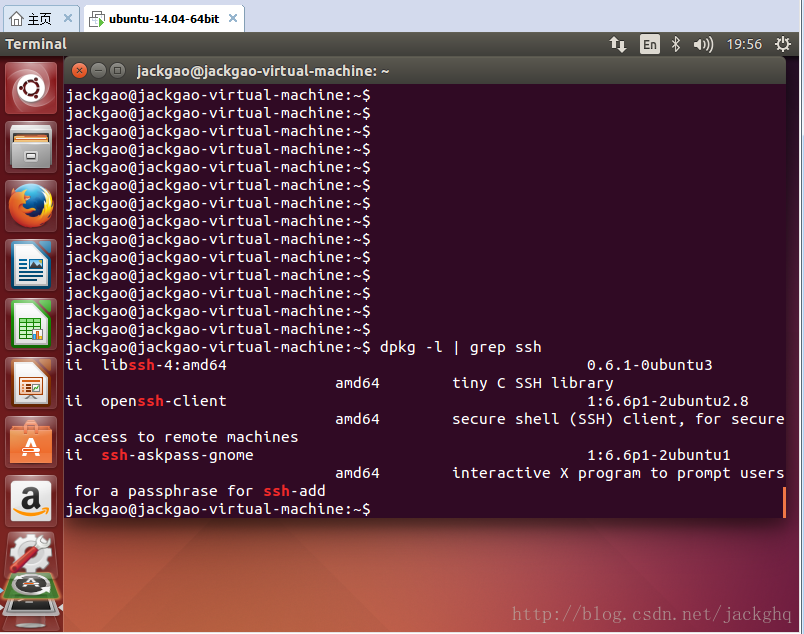 主页 ubuntu-14.04-64bit
Terminal En 19:56
jackgao@jackgao-virtual-machine: ~
jackgao@jackgao-virtual-machine:~$
jackgao@jackgao-virtual-machine:~$
jackgao@jackgao-virtual-machine:~$
jackgao@jackgao-virtual-machine:~$
jackgao@jackgao-virtual-machine:~$
jackgao@jackgao-virtual-machine:~$
jackgao@jackgao-virtual-machine:~$
jackgao@jackgao-virtual-machine:~$
jackgao@jackgao-virtual-machine:~$
jackgao@jackgao-virtual-machine:~$
jackgao@jackgao-virtual-machine:~$
jackgao@jackgao-virtual-machine:~$
jackgao@jackgao-virtual-machine:~$
jackgao@jackgao-virtual-machine:~$
jackgao@jackgao-virtual-machine:~$ dpkg -l | grep ssh
ii libssh-4:amd64 0.6.1-0ubuntu3
amd64 tiny C SSH library
ii openssh-client 1:6.6p1-2ubuntu2.8
amd64 secure shell (SSH) client, for secure
access to remote machines
ii ssh-askpass-gnome 1:6.6p1-2ubuntu1
amd64 interactive X program to prompt users
for a passphrase for ssh-add
jackgao@jackgao-virtual-machine:~$
http://blog.csdn.net/jackghq